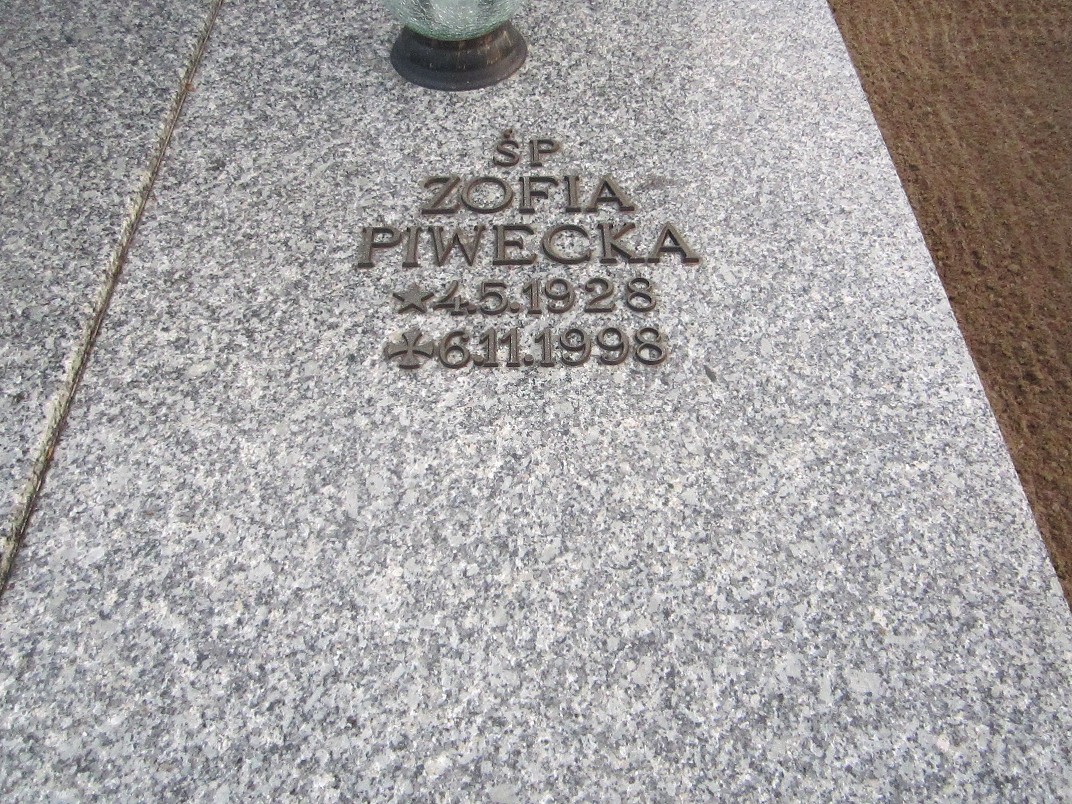 ŚP
ZOFIA
PIWECKA
★4.5.1928
✠6.11.1998